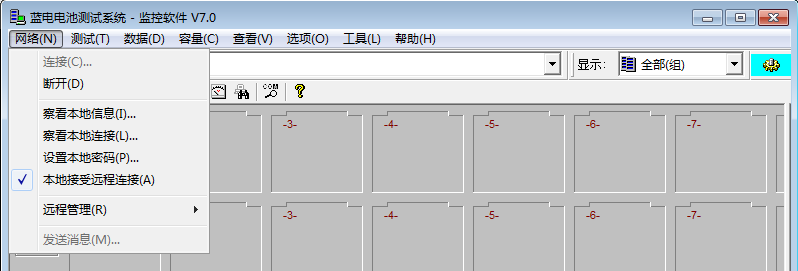 蓝电电池测试系统 - 监控软件 V7.0
网络(N) 测试(T) 数据(D) 容量(C) 查看(V) 选项(O) 工具(L) 帮助(H)
连接(C)...
断开(D)
察看本地信息(I)...
察看本地连接(L)...
设置本地密码(P)...
本地接受远程连接(A)
远程管理(R)
发送消息(M)...
显示: 全部(组)
COM
-3- -4- -5- -6- -7-
-3- -4- -5- -6- -7-